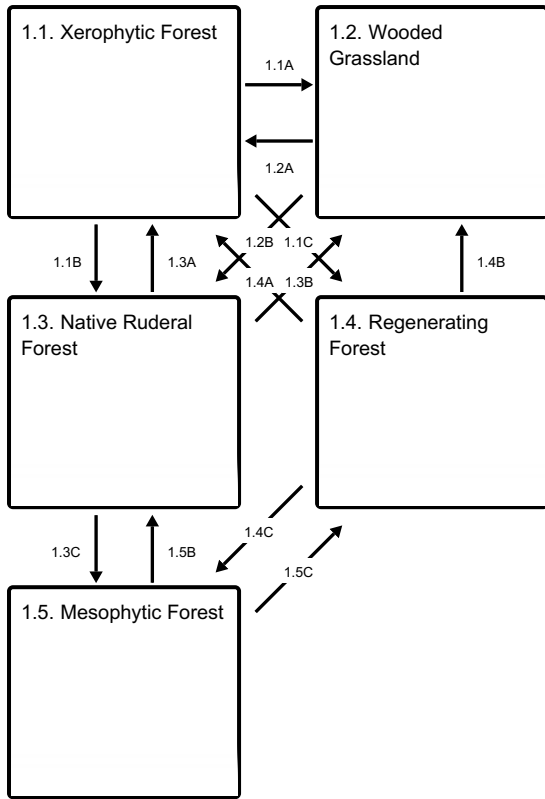 1.1. Xerophytic Forest
1.2. Wooded
Grassland
1.1A
1.2A
1.2B
1.1C
1.1B
1.3A
1.4A
1.3B
1.4B
1.3. Native Ruderal
Forest
1.4. Regenerating
Forest
1.3C
1.5B
1.4C
1.5C
1.5. Mesophytic Forest